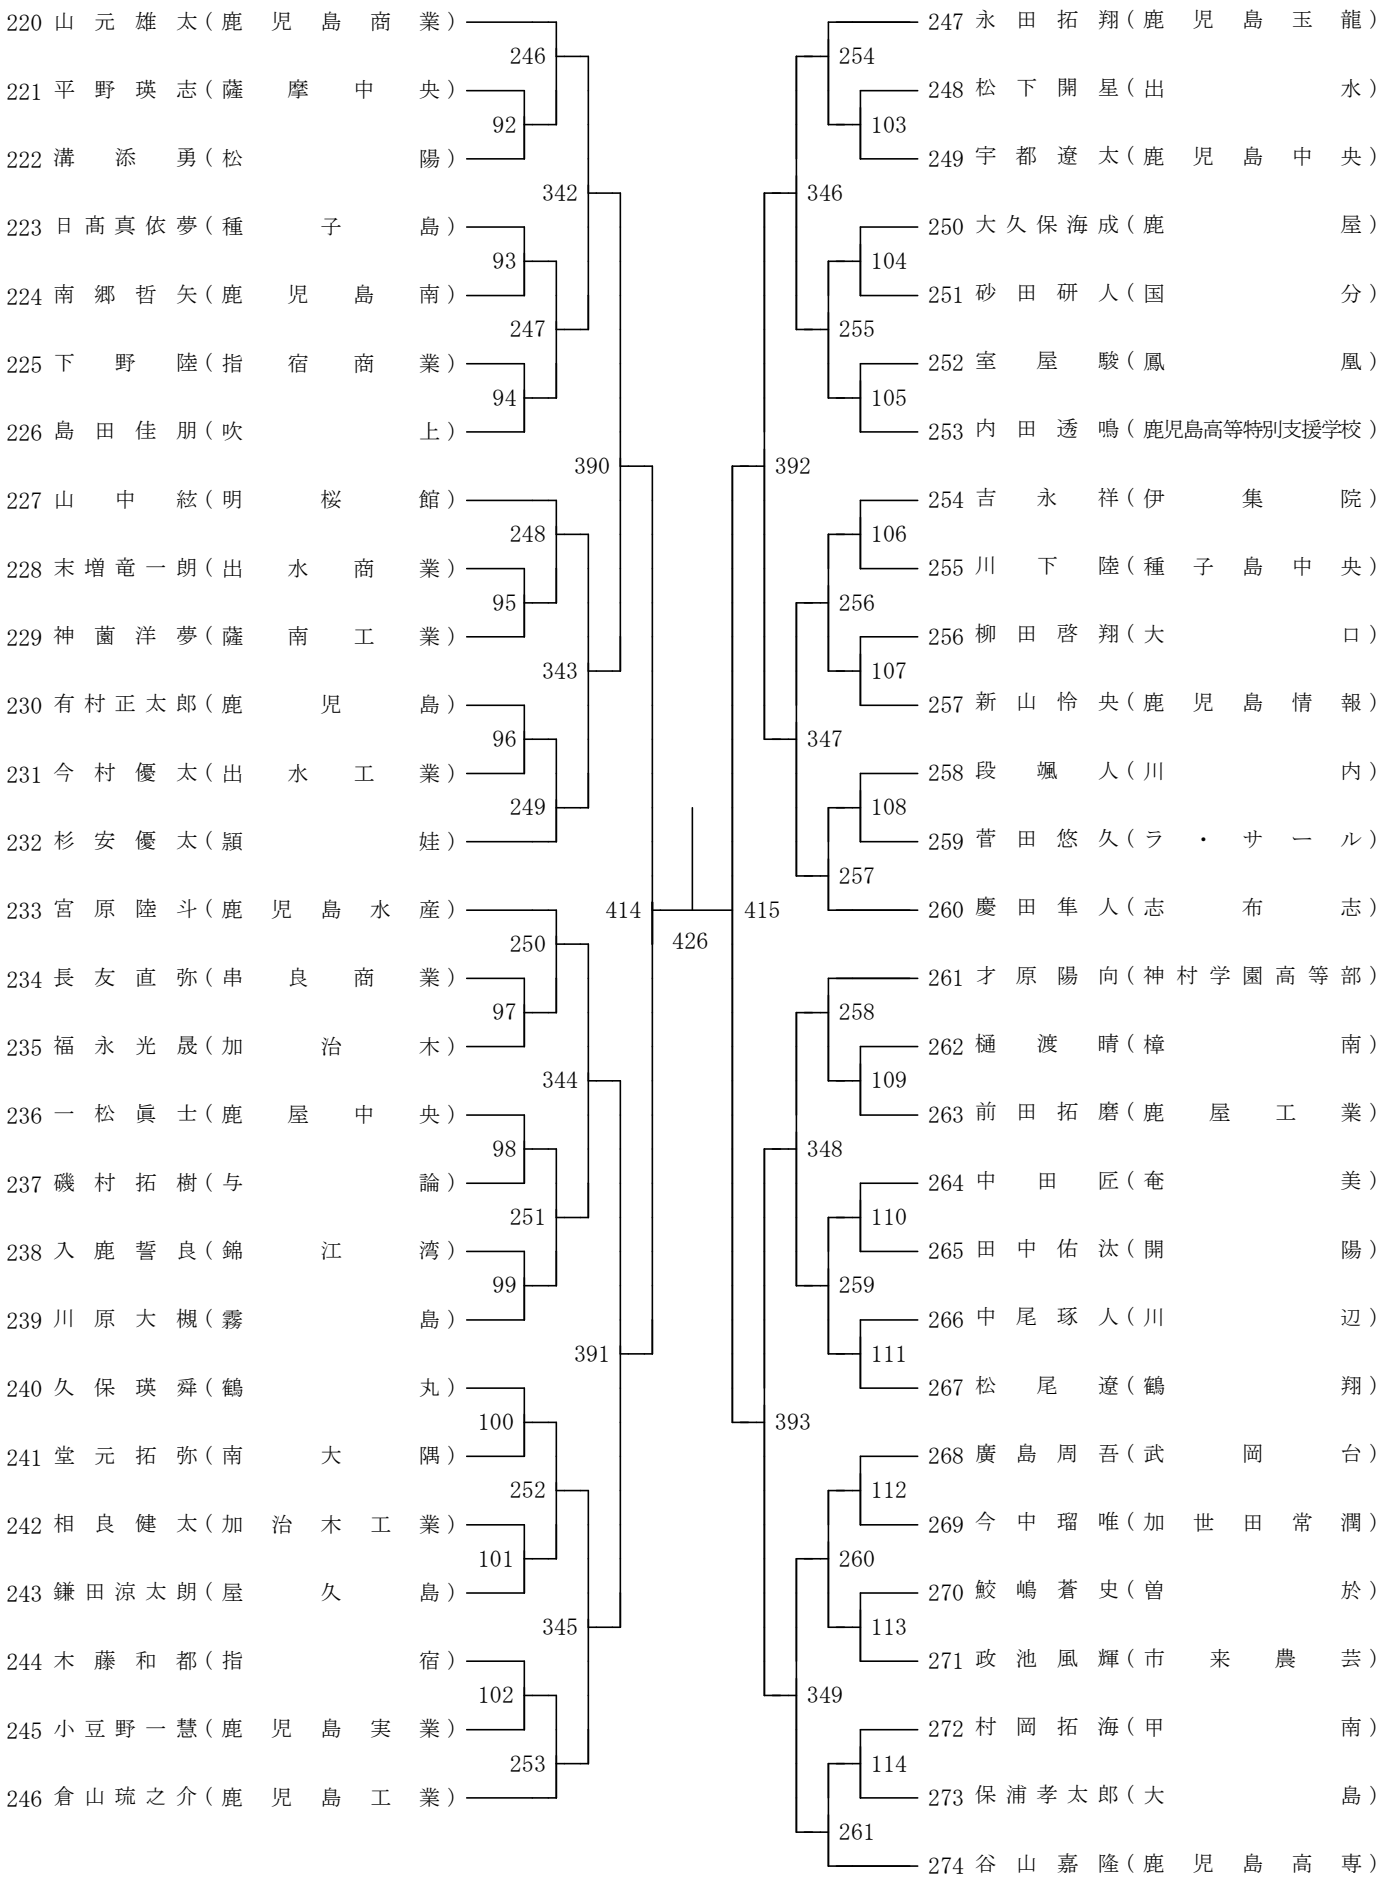 220 山元雄太(鹿児島商業)
246
221 平野瑛志(薩摩中央)
92
222 溝添勇(松陽)
342
223 日髙真依夢(種子島)
93
224 南郷哲矢(鹿児島南)
247
225 下野陸(指宿商業)
94
226 島田佳朋(吹上)
390
227 山中紘(明桜館)
248
228 末増竜一朗(出水商業)
95
229 神薗洋夢(薩南工業)
343
230 有村正太郎(鹿児島)
96
231 今村優太(出水工業)
249
232 杉安優太(頴娃)
233 宮原陸斗(鹿児島水産)
414
250
234 長友直弥(串良商業)
97
235 福永光晟(加治木)
344
236 一松眞士(鹿屋中央)
98
237 磯村拓樹(与論)
251
238 入鹿誓良(錦江湾)
99
239 川原大槻(霧島)
391
240 久保瑛舜(鶴丸)
100
241 堂元拓弥(南大隅)
252
242 相良健太(加治木工業)
101
243 鎌田涼太朗(屋久島)
345
244 木藤和都(指宿)
102
245 小豆野一慧(鹿児島実業)
253
246 倉山琉之介(鹿児島工業)
426
247 永田拓翔(鹿児島玉龍)
254
248 松下開星(出水)
103
249 宇都遼太(鹿児島中央)
346
250 大久保海成(鹿屋)
104
251 砂田研人(国分)
255
252 室屋駿(鳳凰)
105
253 内田透鳴(鹿児島高等特別支援学校)
392
254 吉永祥(伊集院)
106
255 川下陸(種子島中央)
256
256 柳田啓翔(大口)
107
257 新山怜央(鹿児島情報)
347
258 段颯人(川内)
108
259 菅田悠久(ラ・サール)
257
260 慶田隼人(志布志)
415
261 才原陽向(神村学園高等部)
258
262 樋渡晴(樟南)
109
263 前田拓磨(鹿屋工業)
348
264 中田匠(奄美)
110
265 田中佑汰(開陽)
259
266 中尾琢人(川辺)
111
267 松尾遼(鶴翔)
393
268 廣島周吾(武岡台)
112
269 今中瑠唯(加世田常潤)
260
270 鮫嶋蒼史(曽於)
113
271 政池風輝(市来農芸)
349
272 村岡拓海(甲南)
114
273 保浦孝太郎(大島)
261
274 谷山嘉隆(鹿児島高専)